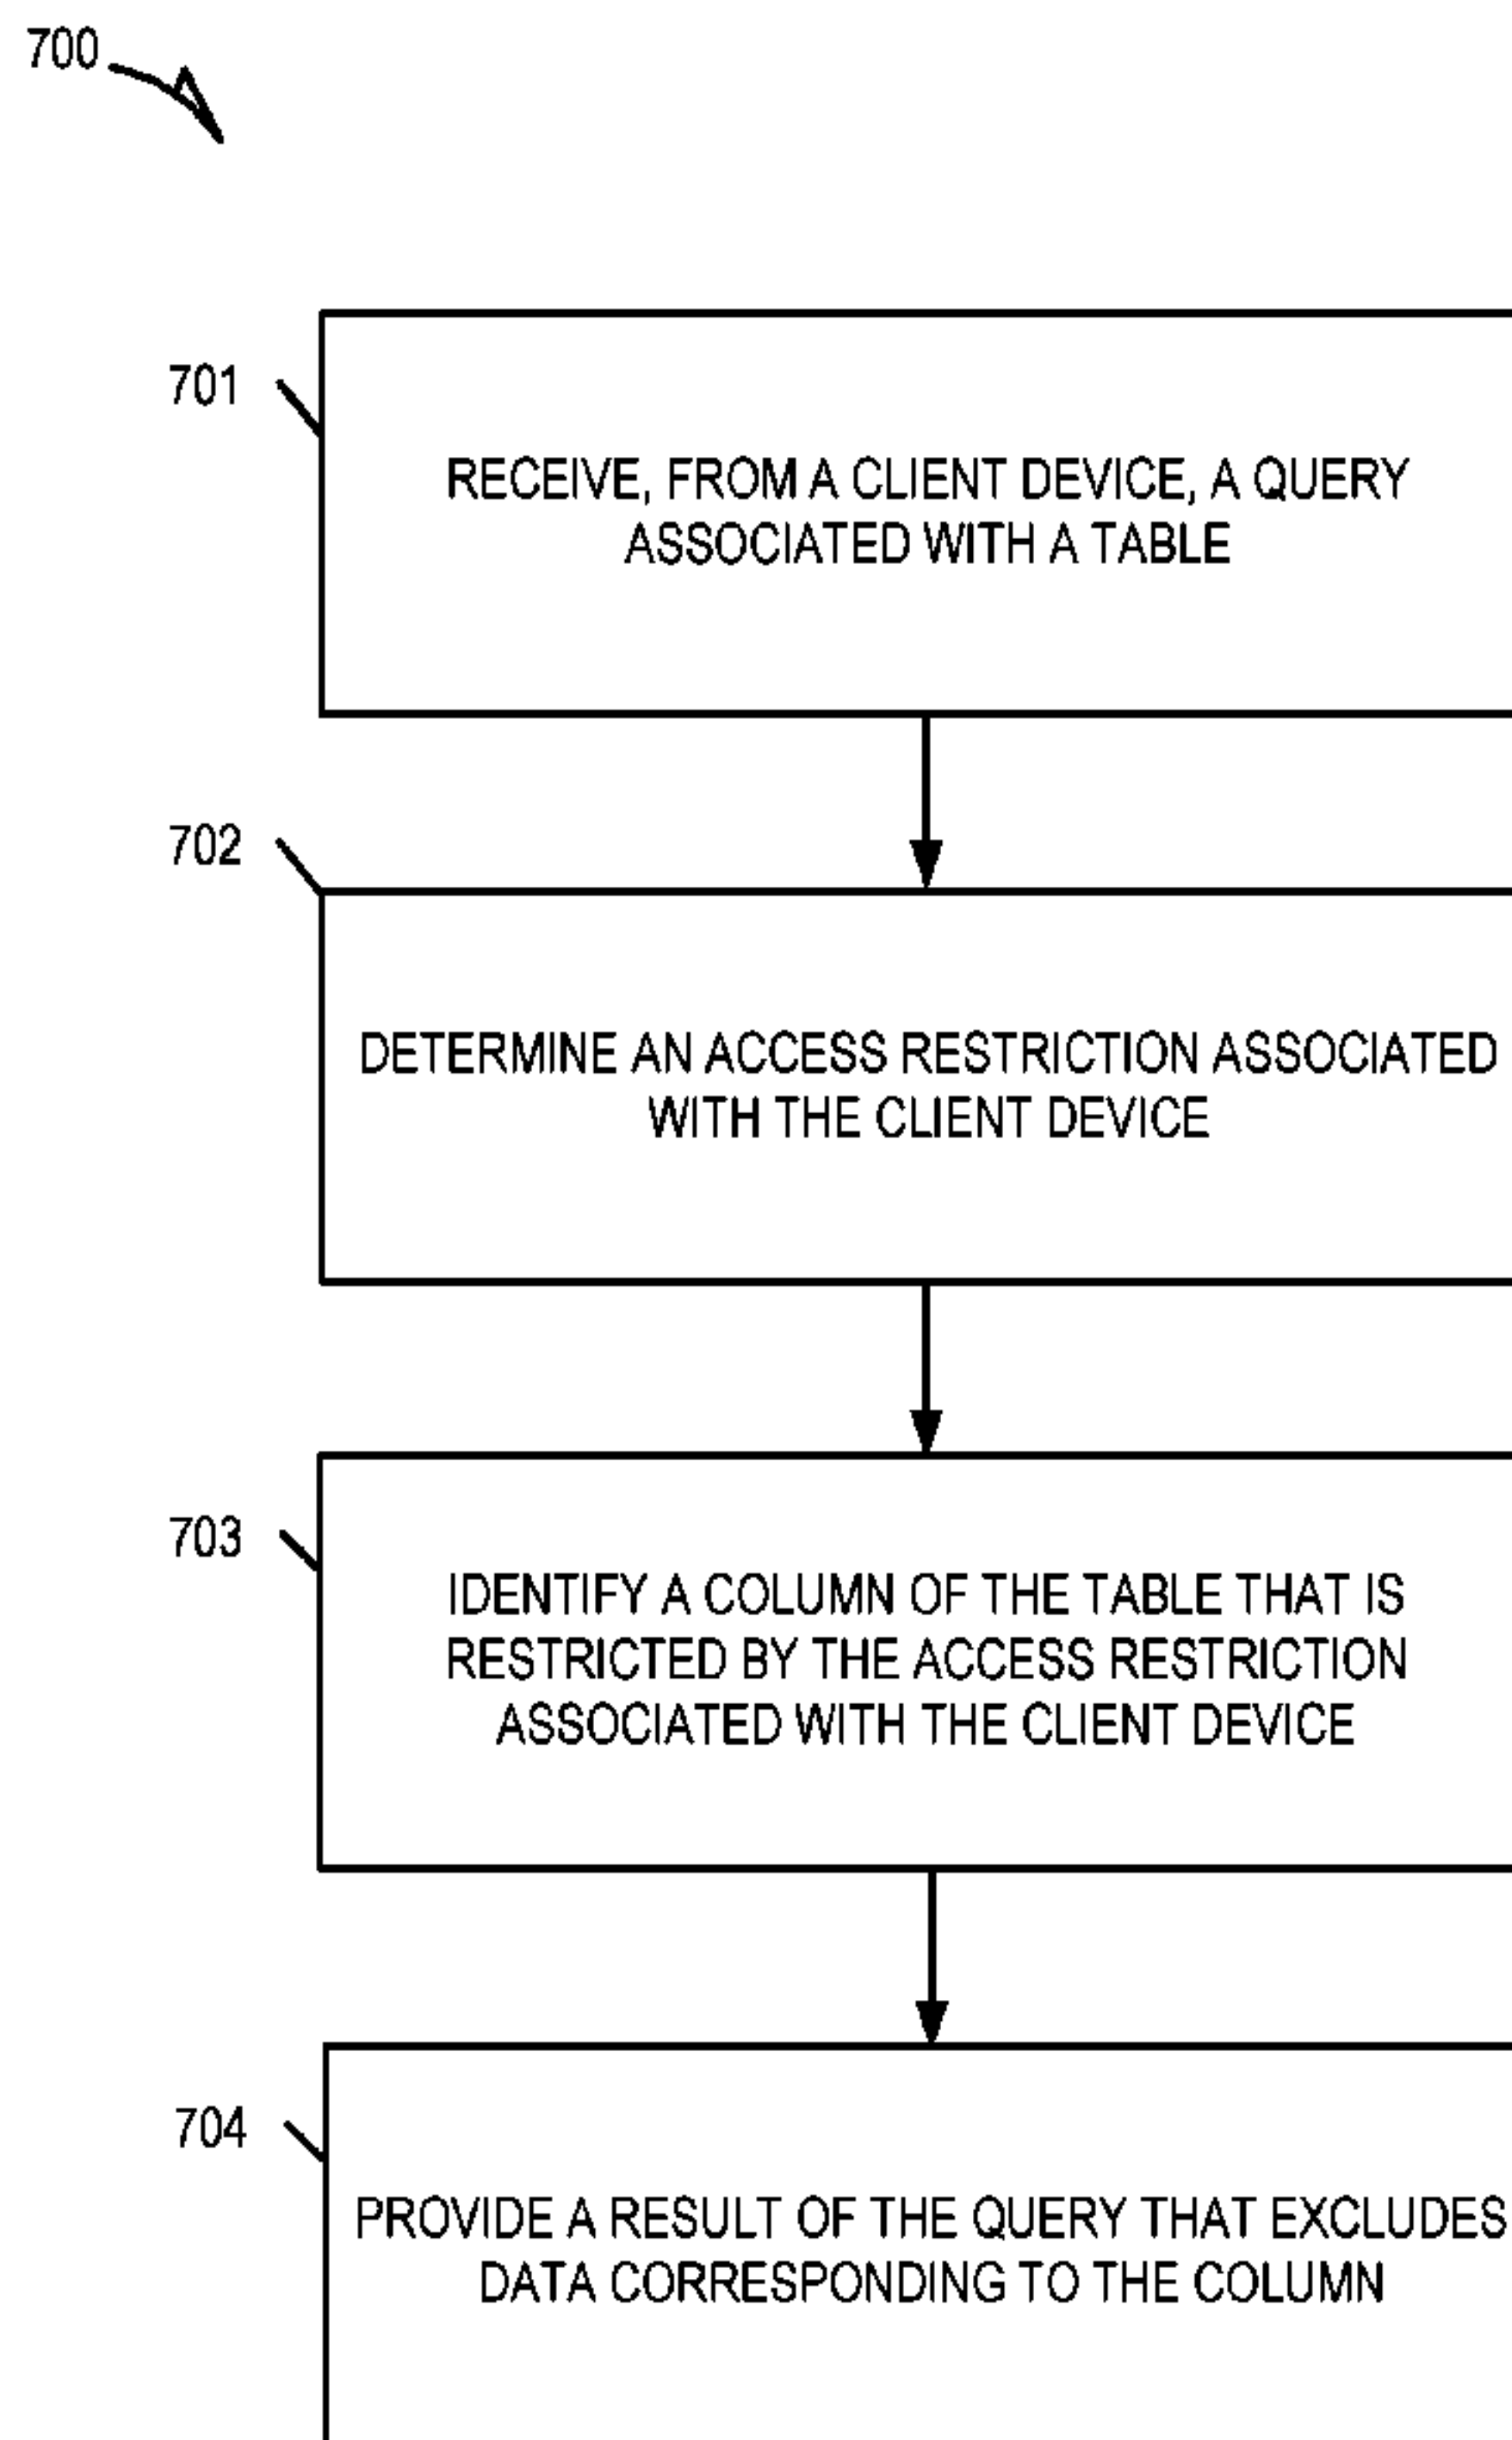 700
701
RECEIVE, FROM A CLIENT DEVICE, A QUERY
ASSOCIATED WITH A TABLE
702
DETERMINE AN ACCESS RESTRICTION ASSOCIATED
WITH THE CLIENT DEVICE
703
IDENTIFY A COLUMN OF THE TABLE THAT IS
RESTRICTED BY THE ACCESS RESTRICTION
ASSOCIATED WITH THE CLIENT DEVICE
704
PROVIDE A RESULT OF THE QUERY THAT EXCLUDES
DATA CORRESPONDING TO THE COLUMN